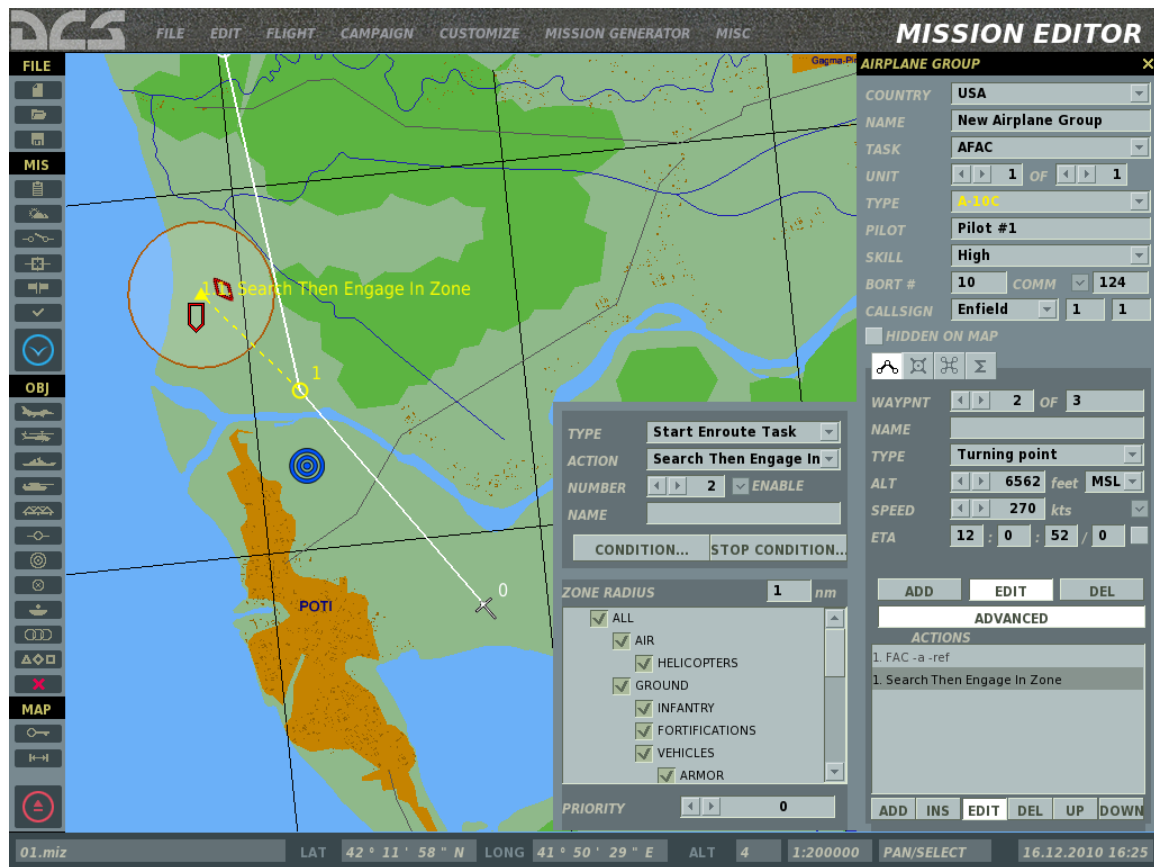 DCS
FILE EDIT FLIGHT CAMPAIGN CUSTOMIZE MISSION GENERATOR MISC
MISSION EDITOR
FILE
MIS
OBJ
MAP
1. Search Then Engage In Zone
1
0
POTI
TYPE Start Enroute Task
ACTION Search Then Engage In
NUMBER 2 ENABLE
NAME
CONDITION... STOP CONDITION...
ZONE RADIUS 1 nm
ALL
AIR
HELICOPTERS
GROUND
INFANTRY
FORTIFICATIONS
VEHICLES
ARMOR
PRIORITY 0
AIRPLANE GROUP
COUNTRY USA
NAME New Airplane Group
TASK AFAC
UNIT 1 OF 1
TYPE A-10C
PILOT Pilot #1
SKILL High
BORT # 10 COMM 124
CALLSIGN Enfield 1 1
HIDDEN ON MAP
WAYPNT 2 OF 3
NAME
TYPE Turning point
ALT 6562 feet MSL
SPEED 270 kts
ETA 12 : 0 : 52 / 0
ADD EDIT DEL
ADVANCED
ACTIONS
1. FAC -a -ref
1. Search Then Engage In Zone
ADD INS EDIT DEL UP DOWN
01.miz LAT 42 ° 11 ' 58 " N LONG 41 ° 50 ' 29 " E ALT 4 1:200000 PAN/SELECT 16.12.2010 16:25